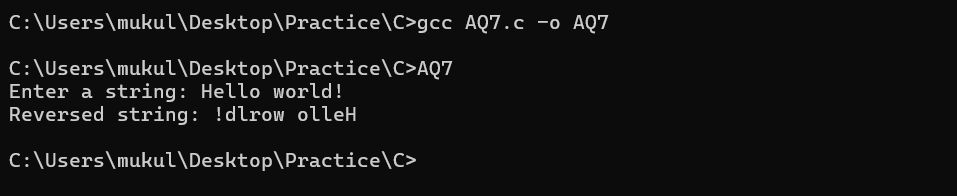 C:\Users\mukul\Desktop\Practice\C>gcc AQ7.c -o AQ7
C:\Users\mukul\Desktop\Practice\C>AQ7
Enter a string: Hello world!
Reversed string: !dlrow olleH
C:\Users\mukul\Desktop\Practice\C>